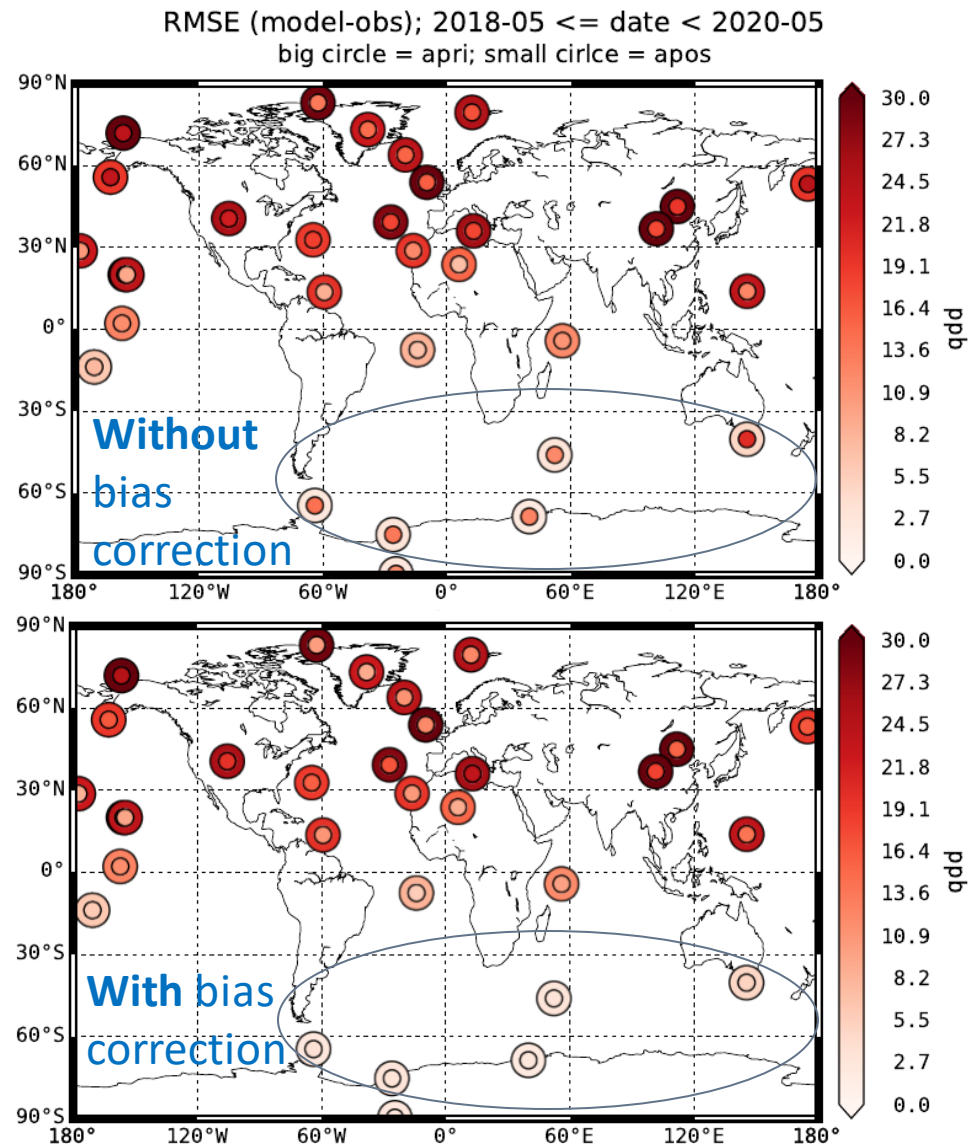 RMSE (model-obs); 2018-05 <= date < 2020-05
big circle = apri; small cirlce = apos
90°N
60°N
30°N
0°
30°S
60°S
90°S
180°
120°W
60°W
0°
60°E
120°E
180°
Without
bias
correction
30.0
27.3
24.5
21.8
19.1
16.4
13.6
10.9
8.2
5.5
2.7
0.0
ppb
90°N
60°N
30°N
0°
30°S
60°S
90°S
180°
120°W
60°W
0°
60°E
120°E
180°
With bias
correction
30.0
27.3
24.5
21.8
19.1
16.4
13.6
10.9
8.2
5.5
2.7
0.0
ppb